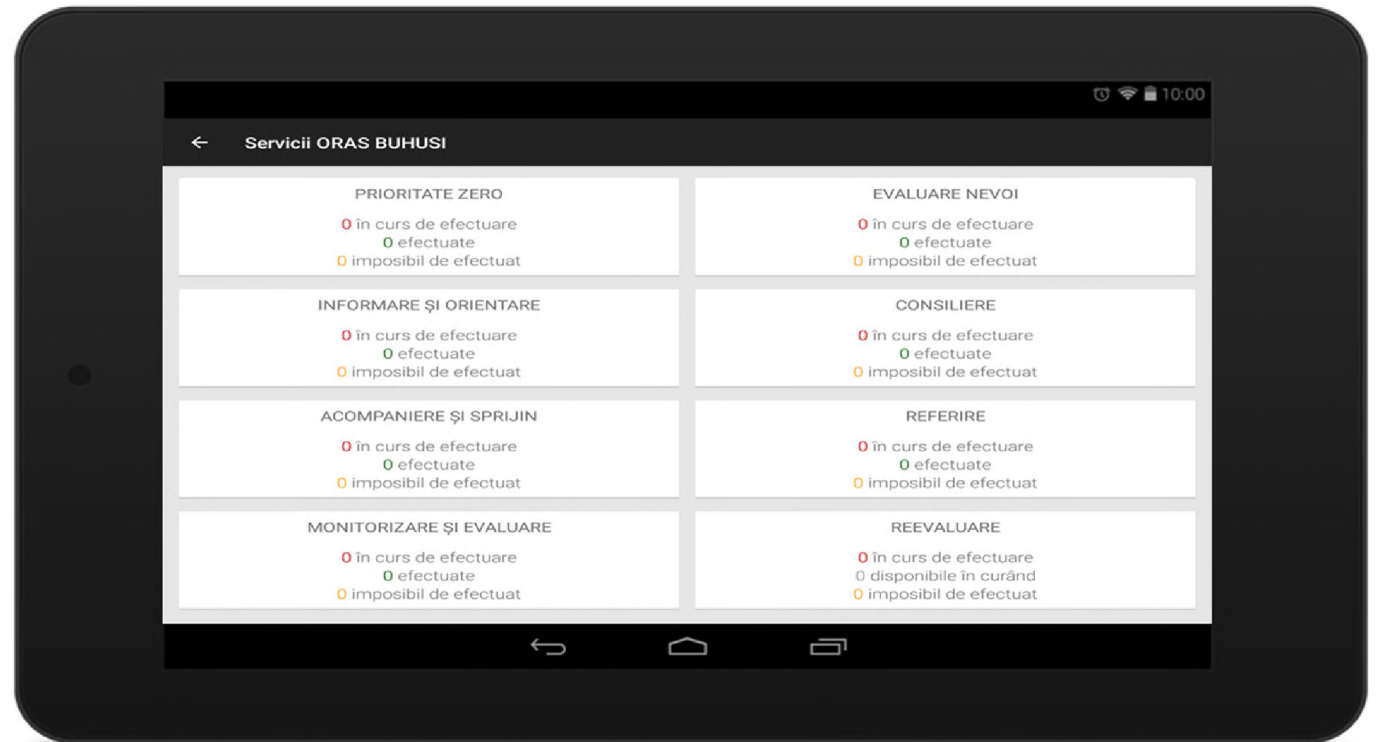 10:00
Servicii ORAS BUHUSI
PRIORITATE ZERO
0 în curs de efectuare
0 efectuate
0 imposibil de efectuat
EVALUARE NEVOI
0 în curs de efectuare
0 efectuate
0 imposibil de efectuat
INFORMARE ȘI ORIENTARE
0 în curs de efectuare
0 efectuate
0 imposibil de efectuat
CONSILIERE
0 în curs de efectuare
0 efectuate
0 imposibil de efectuat
ACOMPANIERE ȘI SPRIJIN
0 în curs de efectuare
0 efectuate
0 imposibil de efectuat
REFERIRE
0 în curs de efectuare
0 efectuate
0 imposibil de efectuat
MONITORIZARE ȘI EVALUARE
0 în curs de efectuare
0 efectuate
0 imposibil de efectuat
REEVALUARE
0 în curs de efectuare
0 disponibile în curând
0 imposibil de efectuat